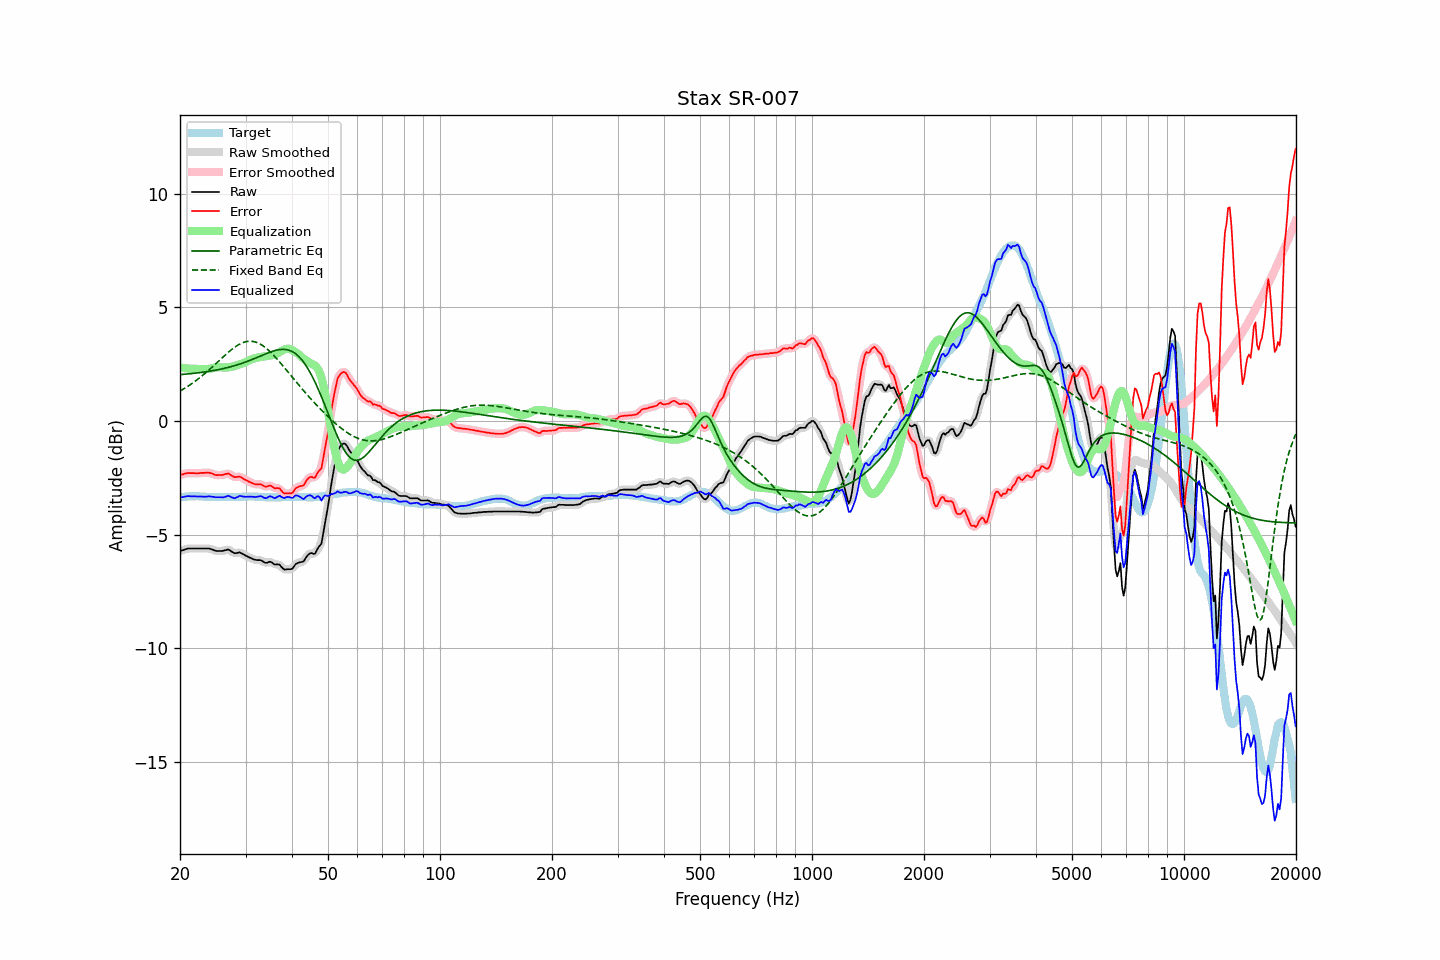 Stax SR-007
Target
Raw Smoothed
Error Smoothed
Raw
Error
Equalization
Parametric Eq
Fixed Band Eq
Equalized
Amplitude (dBr)
10
5
0
−5
−10
−15
20 50 100 200 500 1000 2000 5000 10000 20000
Frequency (Hz)